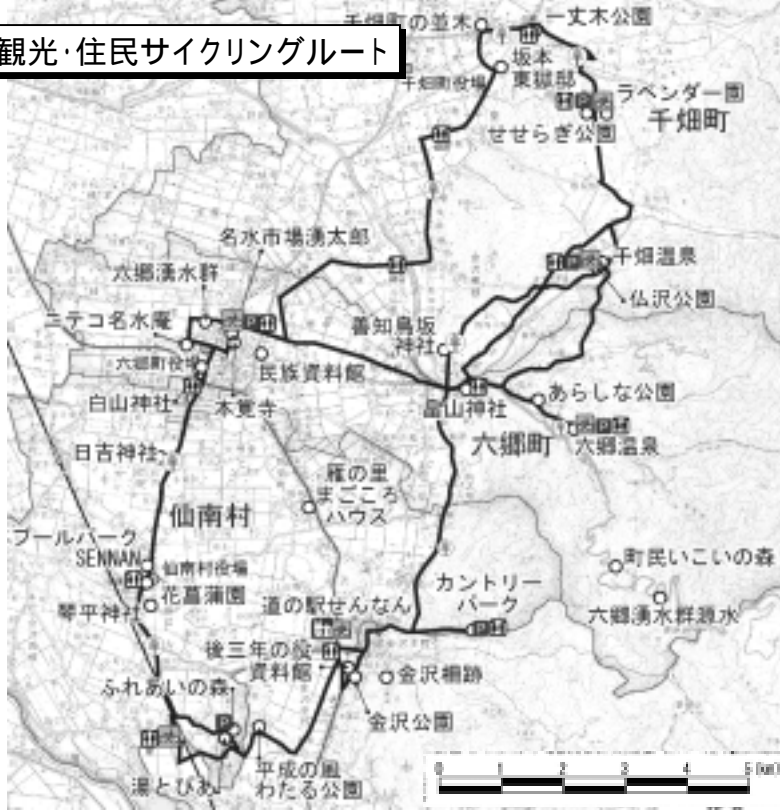 観光·住民サイクリングルート
千畑町の並木
一丈木公園
坂本
東嶽邸
千畑町役場
ラベンダー園
せせらぎ公園
千畑町
名水市場湧太郎
六郷湧水群
千畑温泉
仏沢公園
ニテコ名水庵
善知鳥坂
神社
六郷町役場
民族資料館
あらしな公園
白山神社
本覚寺
畠山神社
六郷町
六郷温泉
日吉神社
雁の里
まごころ
ハウス
仙南村
プールパーク
SENNAN
仙南村役場
町民いこいの森
カントリー
パーク
花菖蒲園
道の駅せんなん
琴平神社
六郷湧水群源水
後三年の役
資料館
金沢柵跡
ふれあいの森
金沢公園
平成の風
わたる公園
湯とぴあ
0 1 2 3 4 5 (km)